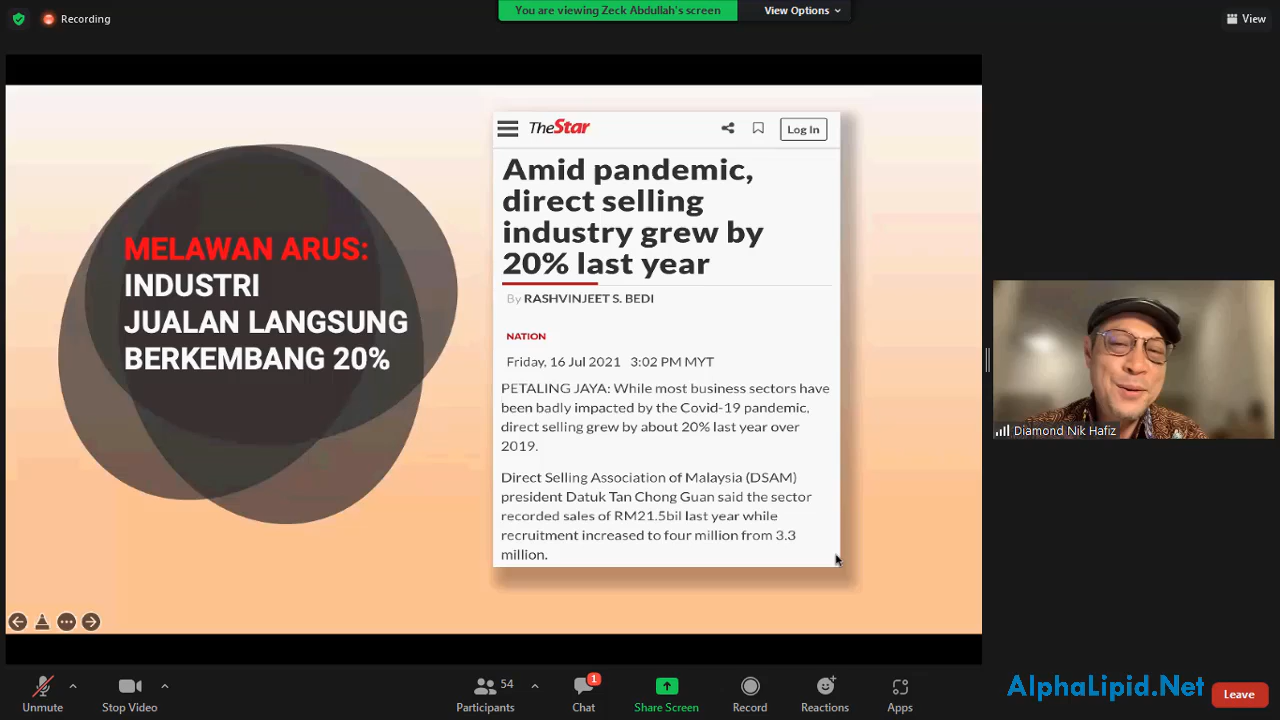 Recording
You are viewing Zeck Abdullah's screen
View Options
View
TheStar
Log In
Amid pandemic,
direct selling
industry grew by
20% last year
By RASHVINJEET S. BEDI
NATION
Friday, 16 Jul 2021 3:02 PM MYT
PETALING JAYA: While most business sectors have
been badly impacted by the Covid-19 pandemic,
direct selling grew by about 20% last year over
2019.
Direct Selling Association of Malaysia (DSAM)
president Datuk Tan Chong Guan said the sector
recorded sales of RM21.5bil last year while
recruitment increased to four million from 3.3
million.
MELAWAN ARUS:
INDUSTRI
JUALAN LANGSUNG
BERKEMBANG 20%
Diamond Nik Hafiz
Unmute
Stop Video
54
Participants
1
Chat
Share Screen
Record
Reactions
Apps
AlphaLipid.Net
Leave